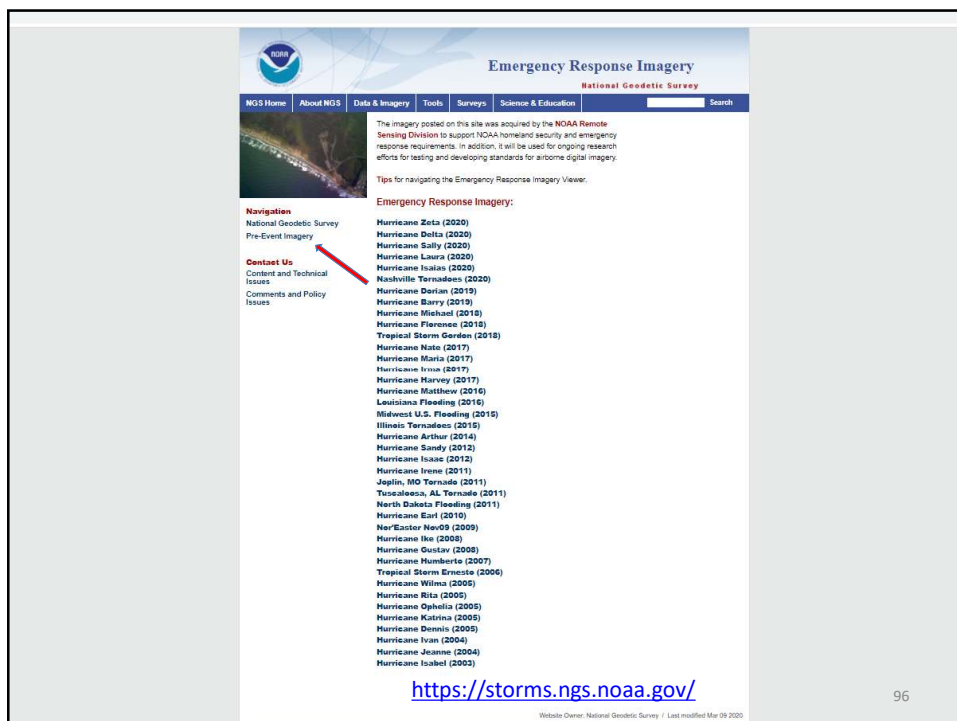 NOAA
Emergency Response Imagery
National Geodetic Survey
NGS Home About NGS Data & Imagery Tools Surveys Science & Education Search
The imagery posted on this site was acquired by the NOAA Remote
Sensing Division to support NOAA homeland security and emergency
response requirements. In addition, it will be used for ongoing research
efforts for testing and developing standards for airborne digital imagery.
Tips for navigating the Emergency Response Imagery Viewer.
Navigation
National Geodetic Survey
Pre-Event Imagery
Contact Us
Content and Technical
Issues
Comments and Policy
Issues
Emergency Response Imagery:
Hurricane Zeta (2020)
Hurricane Delta (2020)
Hurricane Sally (2020)
Hurricane Laura (2020)
Hurricane Isaias (2020)
Nashville Tornadoes (2020)
Hurricane Dorian (2019)
Hurricane Barry (2019)
Hurricane Michael (2018)
Hurricane Florence (2018)
Tropical Storm Gordon (2018)
Hurricane Nate (2017)
Hurricane Maria (2017)
Hurricane Irma (2017)
Hurricane Harvey (2017)
Hurricane Matthew (2016)
Louisiana Flooding (2016)
Midwest U.S. Flooding (2015)
Illinois Tornadoes (2015)
Hurricane Arthur (2014)
Hurricane Sandy (2012)
Hurricane Isaac (2012)
Hurricane Irene (2011)
Joplin, MO Tornado (2011)
Tuscaloosa, AL Tornado (2011)
North Dakota Flooding (2011)
Hurricane Earl (2010)
Nor'Easter Nov09 (2009)
Hurricane Ike (2008)
Hurricane Gustav (2008)
Hurricane Humberto (2007)
Tropical Storm Ernesto (2006)
Hurricane Wilma (2005)
Hurricane Rita (2005)
Hurricane Ophelia (2005)
Hurricane Katrina (2005)
Hurricane Dennis (2005)
Hurricane Ivan (2004)
Hurricane Jeanne (2004)
Hurricane Isabel (2003)
https://storms.ngs.noaa.gov/
96
Website Owner: National Geodetic Survey / Last modified Mar 09 2020